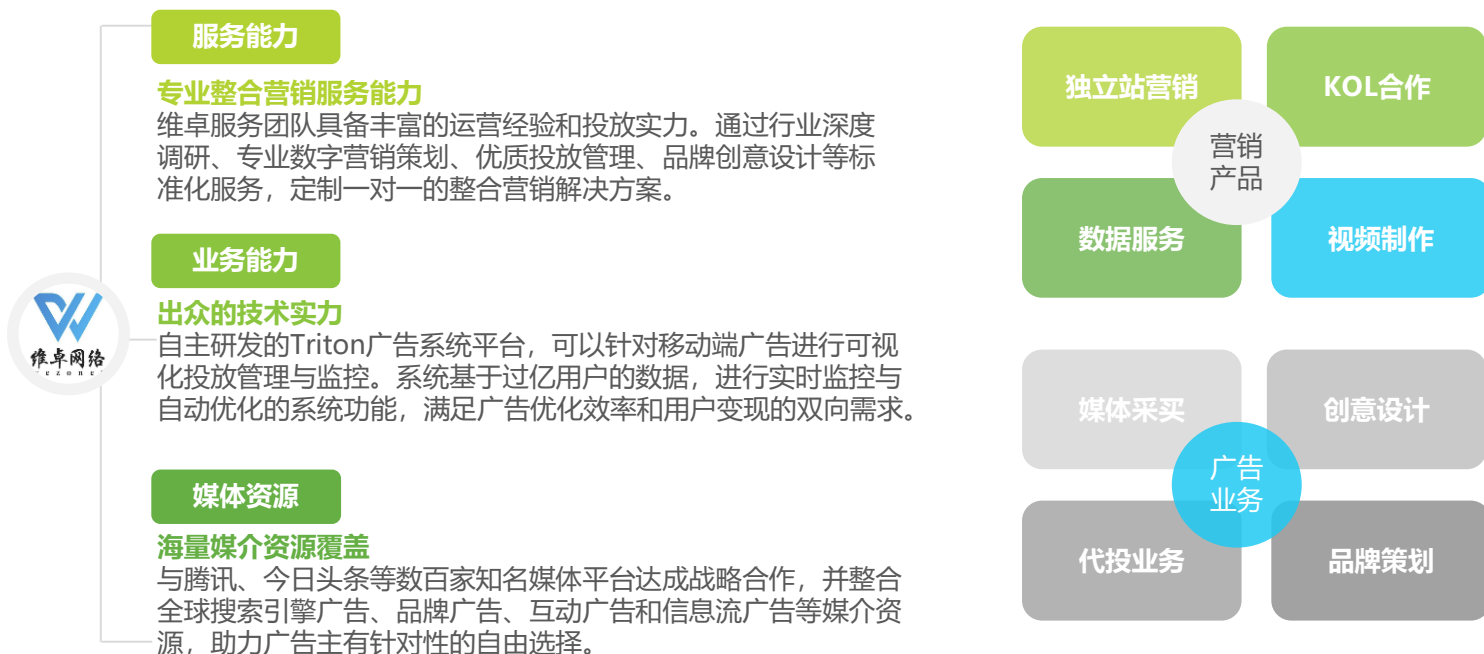 服务能力
专业整合营销服务能力
维卓服务团队具备丰富的运营经验和投放实力。通过行业深度
调研、专业数字营销策划、优质投放管理、品牌创意设计等标
准化服务，定制一对一的整合营销解决方案。
业务能力
出众的技术实力
自主研发的Triton广告系统平台，可以针对移动端广告进行可视
化投放管理与监控。系统基于过亿用户的数据，进行实时监控与
自动优化的系统功能，满足广告优化效率和用户变现的双向需求。
媒体资源
海量媒介资源覆盖
与腾讯、今日头条等数百家知名媒体平台达成战略合作，并整合
全球搜索引擎广告、品牌广告、互动广告和信息流广告等媒介资
源，助力广告主有针对性的自由选择。
维卓网络
独立站营销
KOL合作
营销
产品
数据服务
视频制作
媒体采买
创意设计
广告
业务
代投业务
品牌策划